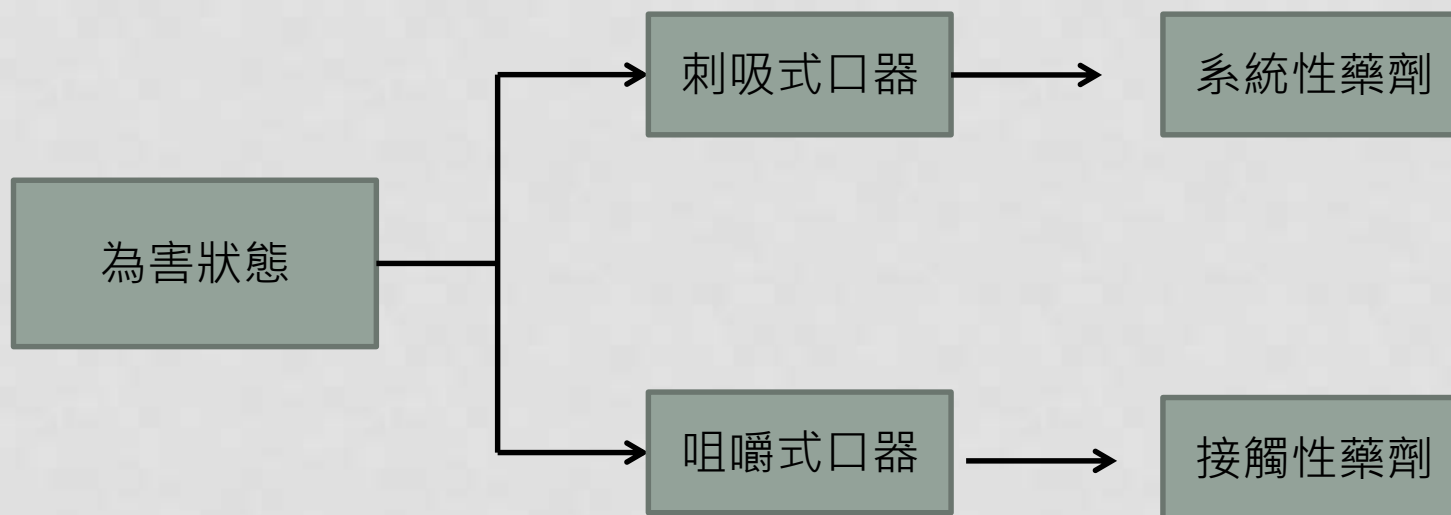 刺吸式口器
系統性藥劑
為害狀態
咀嚼式口器
接觸性藥劑